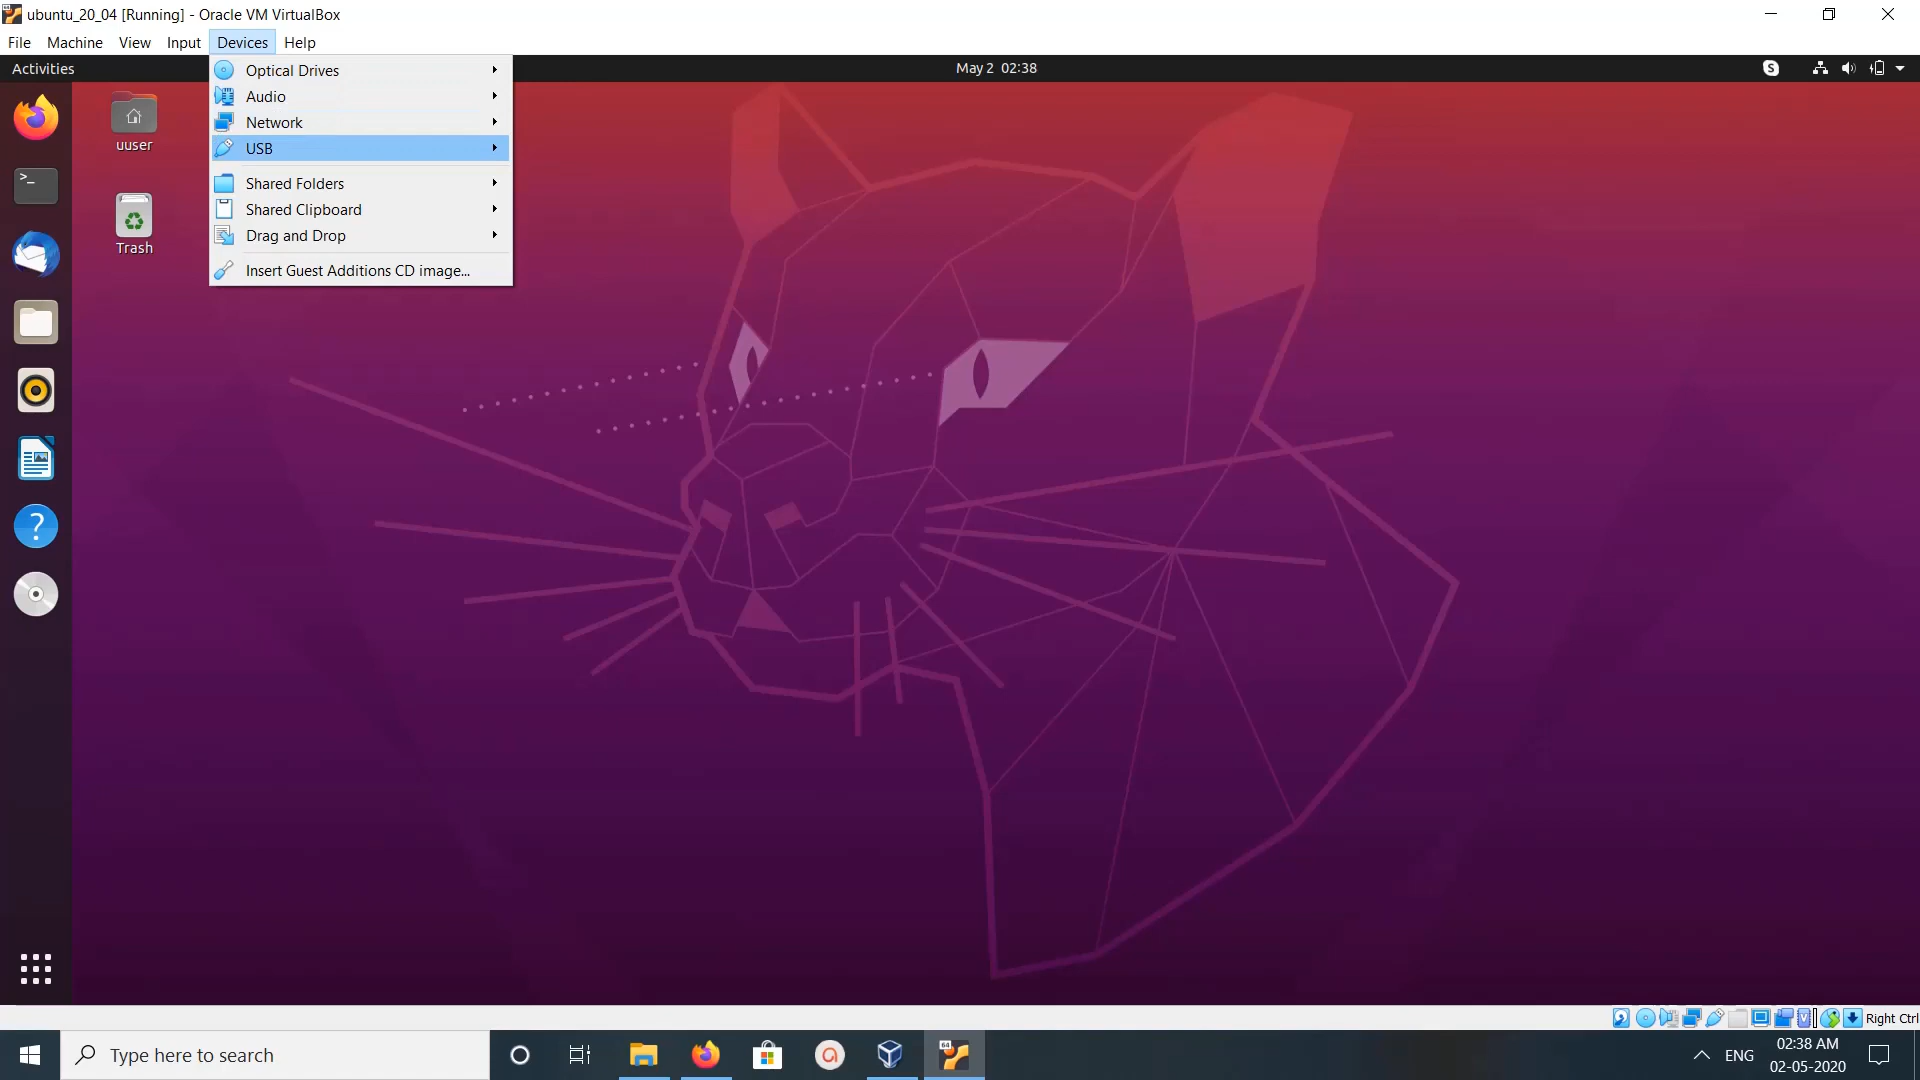 ubuntu_20_04 [Running] - Oracle VM VirtualBox
File Machine View Input Devices Help
Activities
May 2 02:38
Optical Drives
Audio
Network
USB
Shared Folders
Shared Clipboard
Drag and Drop
Insert Guest Additions CD image...
uuser
Trash
Right Ctrl
Type here to search
ENG
02:38 AM
02-05-2020